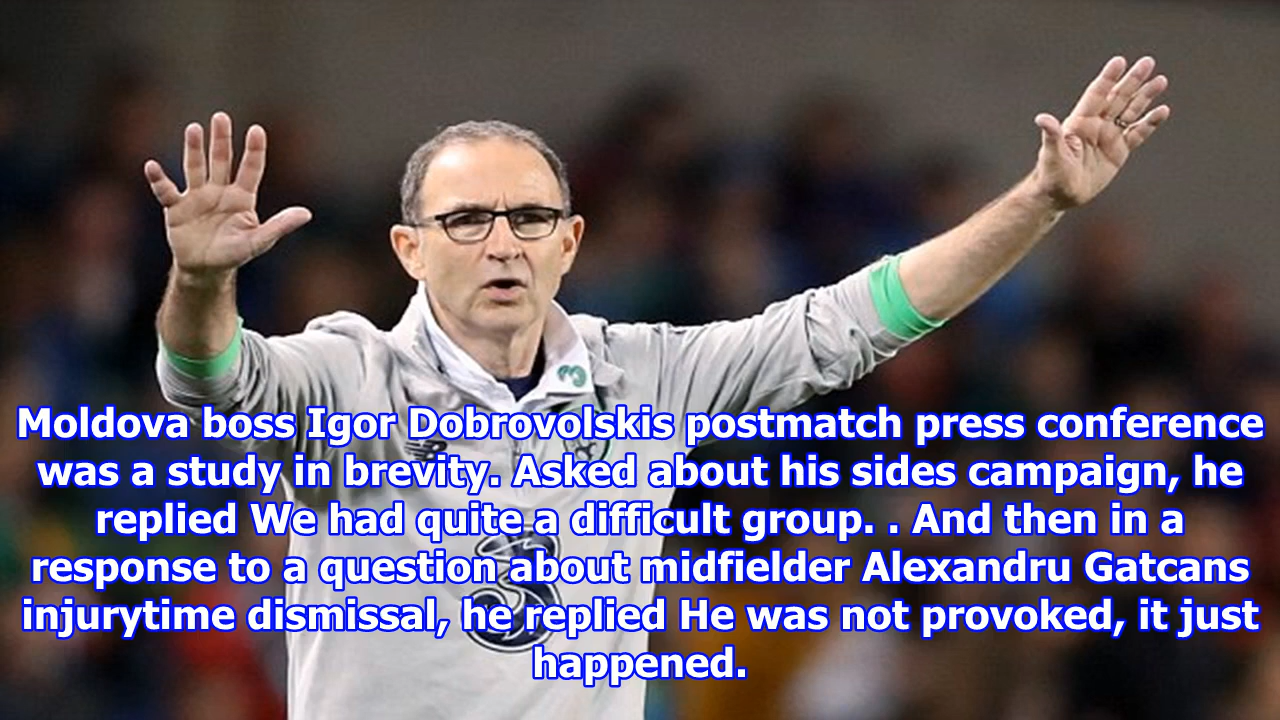 Moldova boss Igor Dobrovolskis postmatch press conference
was a study in brevity. Asked about his sides campaign, he
replied We had quite a difficult group. . And then in a
response to a question about midfielder Alexandru Gatcans
injurytime dismissal, he replied He was not provoked, it just
happened.
3
3